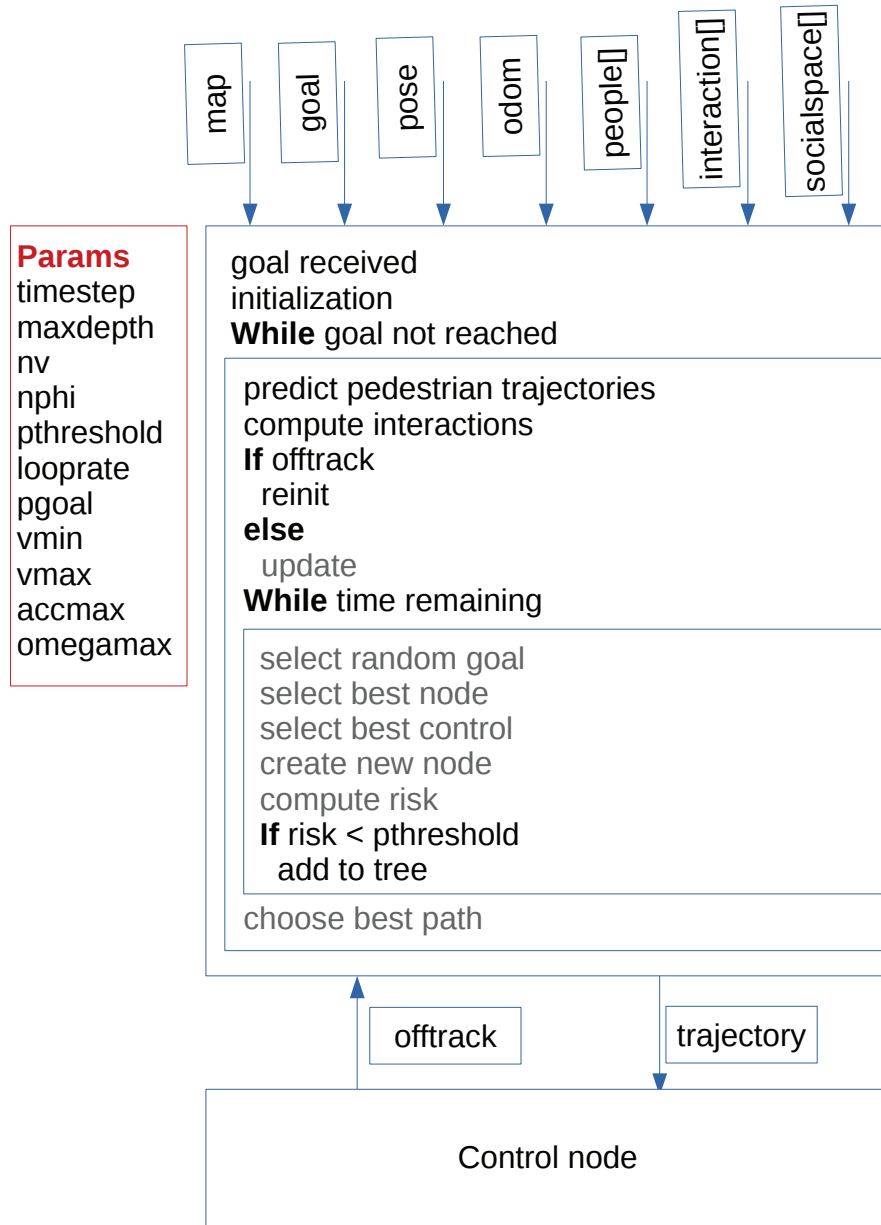 map
goal
pose
odom
people[]
interaction[]
socialspace[]
Params
timestep
maxdepth
nv
nphi
pthreshold
looprate
pgoal
vmin
vmax
accmax
omegamax
goal received
initialization
While goal not reached
predict pedestrian trajectories
compute interactions
If offtrack
reinit
else
update
While time remaining
select random goal
select best node
select best control
create new node
compute risk
If risk < pthreshold
add to tree
choose best path
offtrack
trajectory
Control node